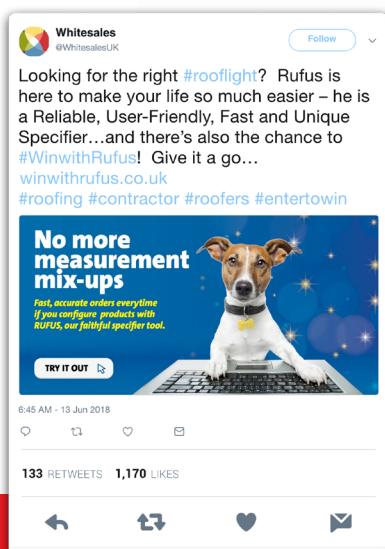 Whitesales
@WhitesalesUK
Follow
Looking for the right #rooflight? Rufus is
here to make your life so much easier – he is
a Reliable, User-Friendly, Fast and Unique
Specifier…and there's also the chance to
#WinwithRufus! Give it a go…
winwithrufus.co.uk
#roofing #contractor #roofers #entertowin
No more
measurement
mix-ups
Fast, accurate orders everytime
if you configure products with
RUFUS, our faithful specifier tool.
TRY IT OUT
6:45 AM - 13 Jun 2018
133 RETWEETS 1,170 LIKES